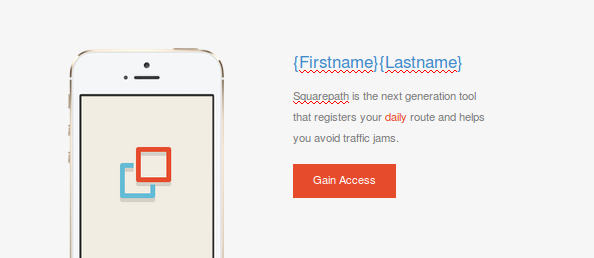 {Firstname}{Lastname}
Squarepath is the next generation tool
that registers your daily route and helps
you avoid traffic jams.
Gain Access